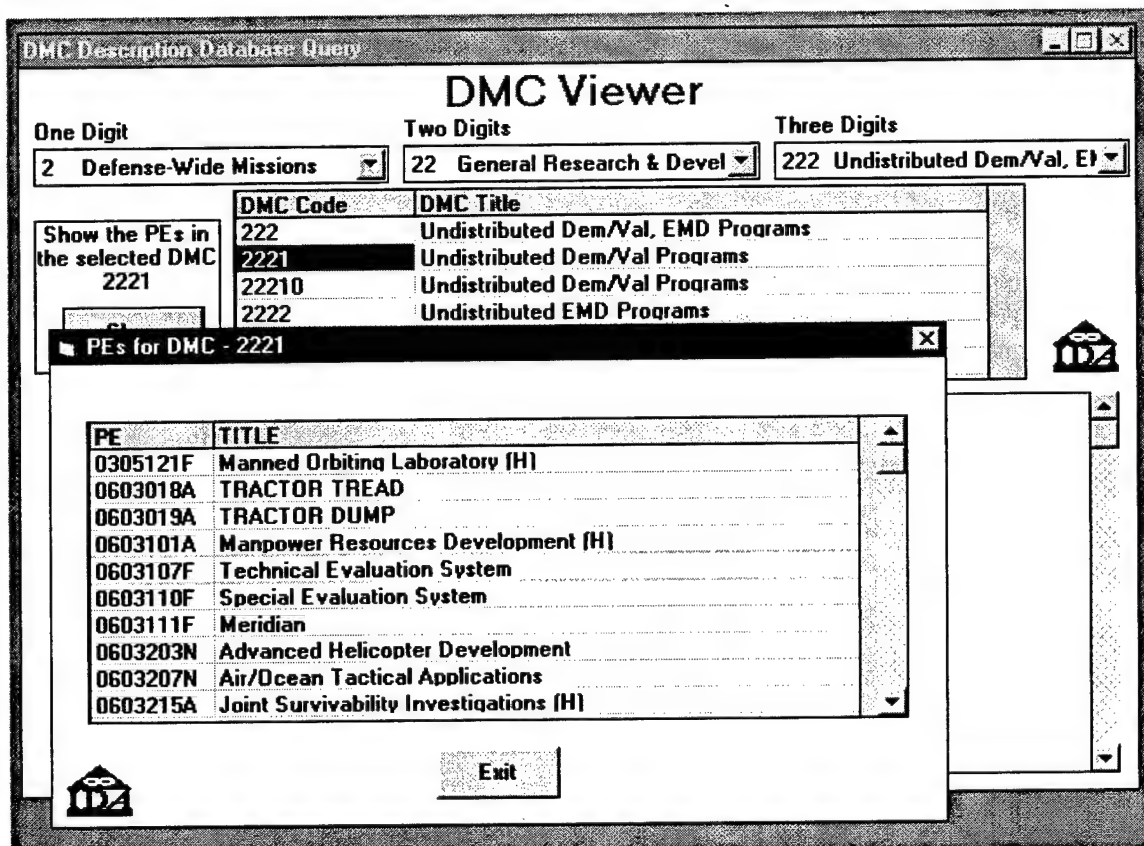 DMC Description Database Query
DMC Viewer
One Digit Two Digits Three Digits
2 Defense-Wide Missions 22 General Research & Devel 222 Undistributed Dem/Val, E
DMC Code DMC Title
Show the PEs in the selected DMC 2221
222 Undistributed Dem/Val, EMD Programs
2221 Undistributed Dem/Val Programs
22210 Undistributed Dem/Val Programs
2222 Undistributed EMD Programs
IDA
PEs for DMC - 2221
PE TITLE
0305121F Manned Orbiting Laboratory (H)
0603018A TRACTOR TREAD
0603019A TRACTOR DUMP
0603101A Manpower Resources Development (H)
0603107F Technical Evaluation System
0603110F Special Evaluation System
0603111F Meridian
0603203N Advanced Helicopter Development
0603207N Air/Ocean Tactical Applications
0603215A Joint Survivability Investigations (H)
Exit
IDA